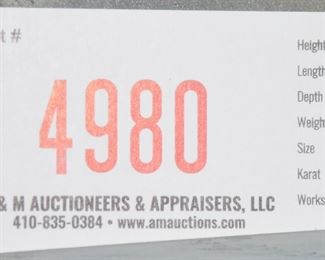 t #
4980
& M AUCTIONEERS & APPRAISERS, LLC
410-835-0384 • www.amauctions.com
Height
Length
Depth
Weigh
Size
Karat
Works